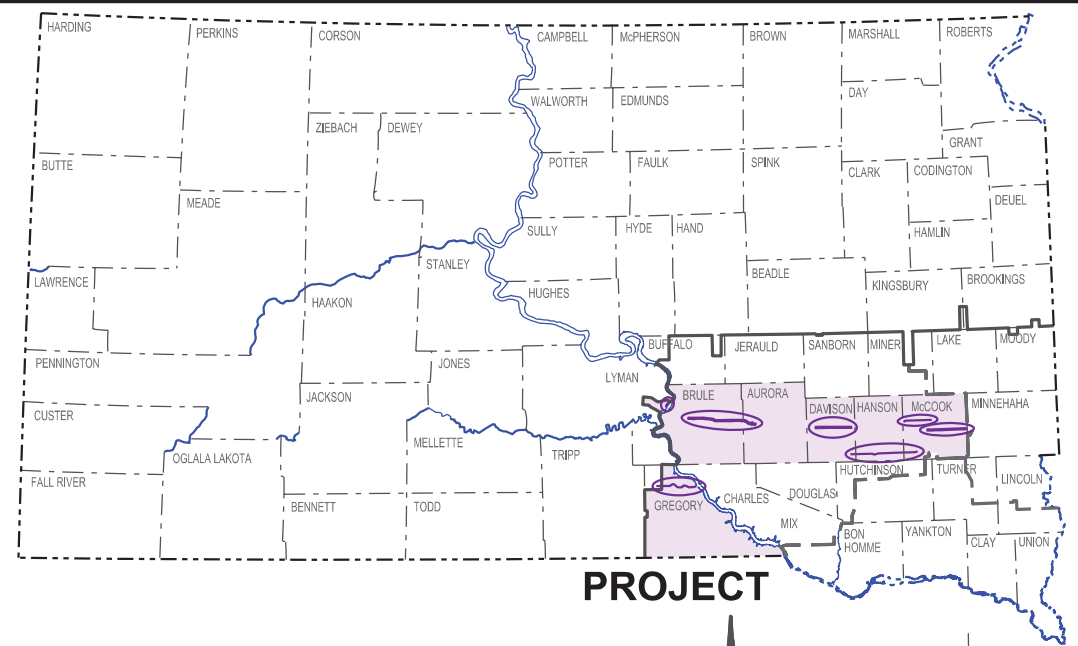 HARDING
PERKINS
CORSON
CAMPBELL
McPHERSON
BROWN
MARSHALL
ROBERTS
WALWORTH
EDMUNDS
DAY
ZIEBACH
DEWEY
GRANT
BUTTE
POTTER
FAULK
SPINK
CLARK
CODINGTON
MEADE
DEUEL
SULLY
HYDE
HAND
HAMLIN
STANLEY
BEADLE
LAWRENCE
HAAKON
HUGHES
KINGSBURY
BROOKINGS
BUFFALO
JERAULD
SANBORN
MINER
LAKE
MOODY
PENNINGTON
JONES
LYMAN
JACKSON
BRULE
AURORA
DAVISON
HANSON
McCOOK
MINNEHAHA
CUSTER
MELLETTE
TRIPP
OGLALA LAKOTA
HUTCHINSON
TURNER
FALL RIVER
LINCOLN
BENNETT
TODD
GREGORY
CHARLES
MIX
DOUGLAS
BON
HOMME
YANKTON
CLAY
UNION
PROJECT